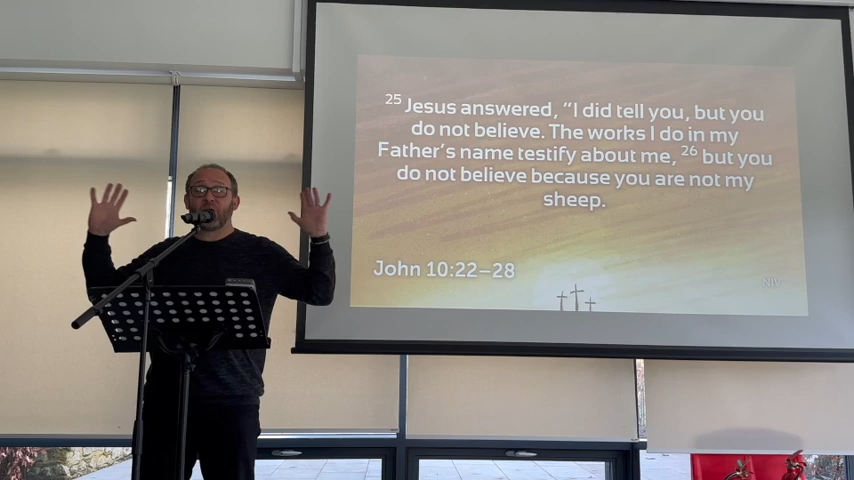 25 Jesus answered, "I did tell you, but you
do not believe. The works I do in my
Father's name testify about me, 26 but you
do not believe because you are not my
sheep.
John 10:22–28
NIV